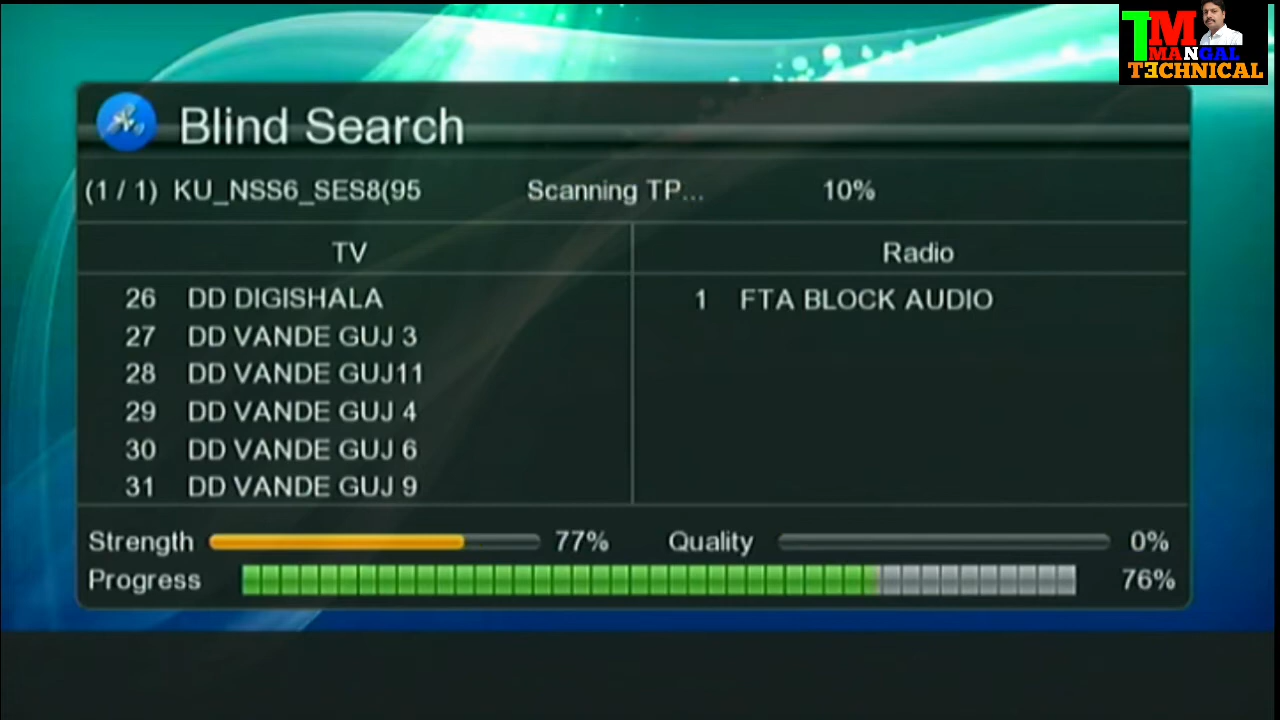 TM
MANGAL
TECHNICAL
Blind Search
(1 / 1) KU_NSS6_SES8(95 Scanning TP... 10%
TV Radio
26 DD DIGISHALA 1 FTA BLOCK AUDIO
27 DD VANDE GUJ 3
28 DD VANDE GUJ11
29 DD VANDE GUJ 4
30 DD VANDE GUJ 6
31 DD VANDE GUJ 9
Strength 77% Quality 0%
Progress 76%